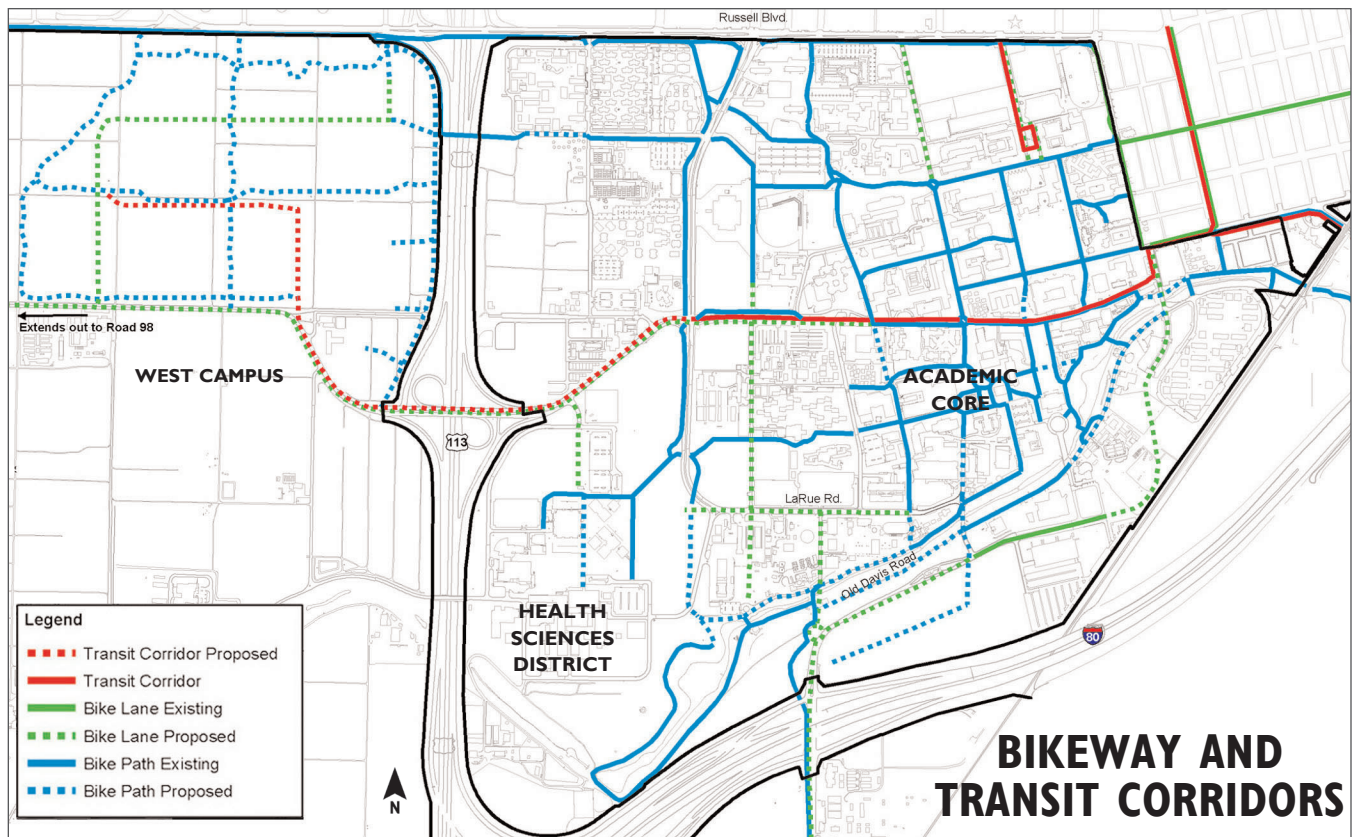 Russell Blvd.
Extends out to Road 98
WEST CAMPUS
ACADEMIC
CORE
113
LaRue Rd.
Old Davis Road
HEALTH
SCIENCES
DISTRICT
80
Legend
Transit Corridor Proposed
Transit Corridor
Bike Lane Existing
Bike Lane Proposed
Bike Path Existing
Bike Path Proposed
N
BIKEWAY AND
TRANSIT CORRIDORS